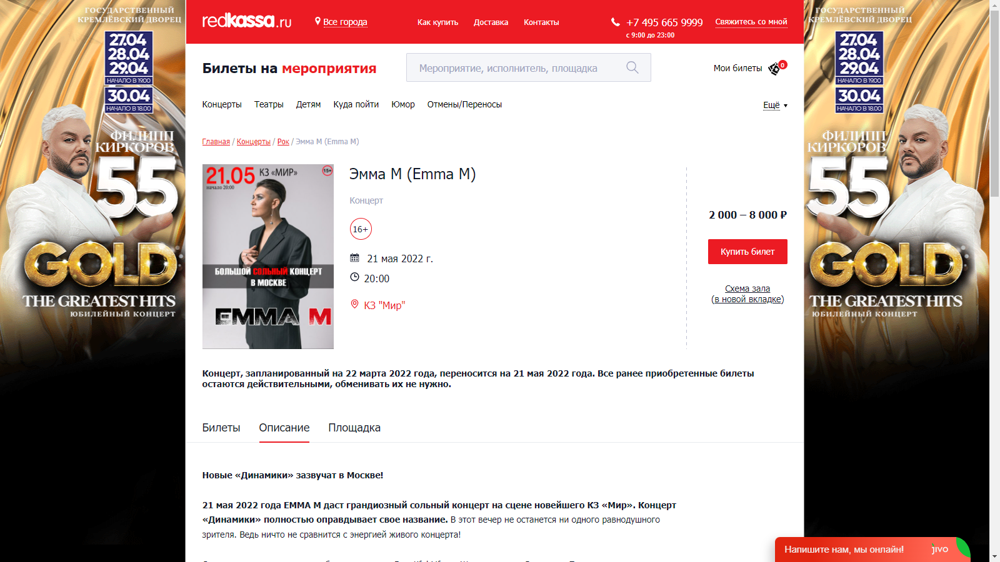 ГОСУДАРСТВЕННЫЙ
КРЕМЛЁВСКИЙ ДВОРЕЦ
27.04
28.04
29.04
НАЧАЛО В 19:00
30.04
НАЧАЛО В 18.00
ФИЛИПП
КИРКОРОВ
55
GOLD
THE GREATEST HITS
ЮБИЛЕЙНЫЙ КОНЦЕРТ
redkassa.ru
Все города
Как купить
Доставка
Контакты
+7 495 665 9999
с 9:00 до 23:00
Свяжитесь со мной
Билеты на мероприятия
Мероприятие, исполнитель, площадка
Мои билеты
0
Концерты
Театры
Детям
Куда пойти
Юмор
Отмены/Переносы
Ещё
Главная / Концерты / Рок / Эмма М (Emma M)
21.05 КЗ «МИР» 15+
начало 20:00
БОЛЬШОЙ СОЛЬНЫЙ КОНЦЕРТ
В МОСКВЕ
EMMA M
Эмма М (Emma M)
Концерт
16+
21 мая 2022 г.
20:00
КЗ "Мир"
2 000 – 8 000 ₽
Купить билет
Схема зала
(в новой вкладке)
Концерт, запланированный на 22 марта 2022 года, переносится на 21 мая 2022 года. Все ранее приобретенные билеты
остаются действительными, обменивать их не нужно.
Билеты
Описание
Площадка
Новые «Динамики» зазвучат в Москве!
21 мая 2022 года EMMA M даст грандиозный сольный концерт на сцене новейшего КЗ «Мир». Концерт
«Динамики» полностью оправдывает свое название. В этот вечер не останется ни одного равнодушного
зрителя. Ведь ничто не сравнится с энергией живого концерта!
ГОСУДАРСТВЕННЫЙ
КРЕМЛЁВСКИЙ ДВОРЕЦ
27.04
28.04
29.04
НАЧАЛО В 19:00
30.04
НАЧАЛО В 18.00
ФИЛИПП
КИРКОРОВ
55
GOLD
THE GREATEST HITS
ЮБИЛЕЙНЫЙ КОНЦЕРТ
Напишите нам, мы онлайн!
jivo